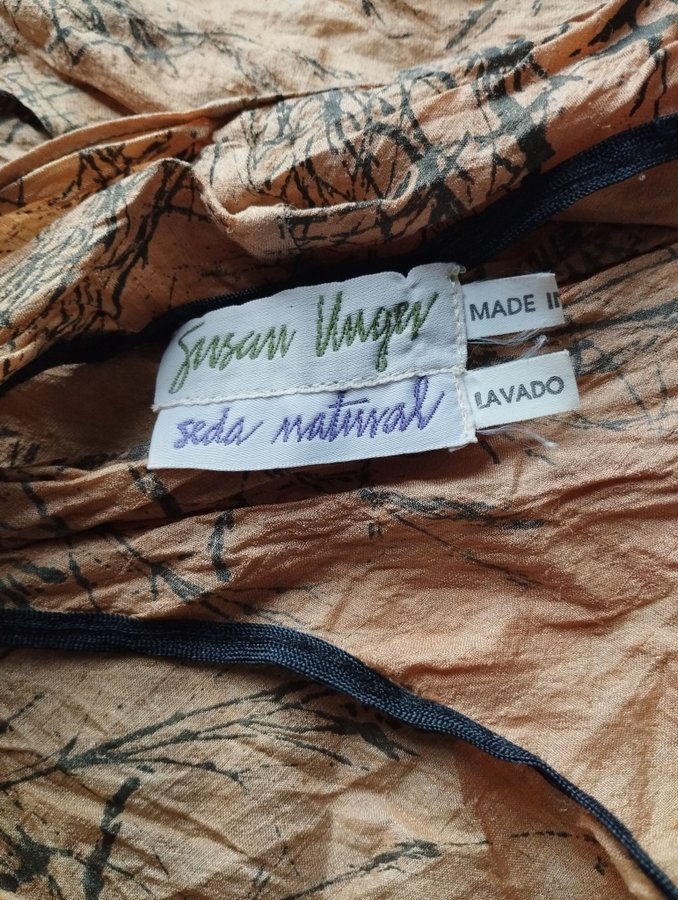 Susan Unger
seda natural
MADE IN
LAVADO